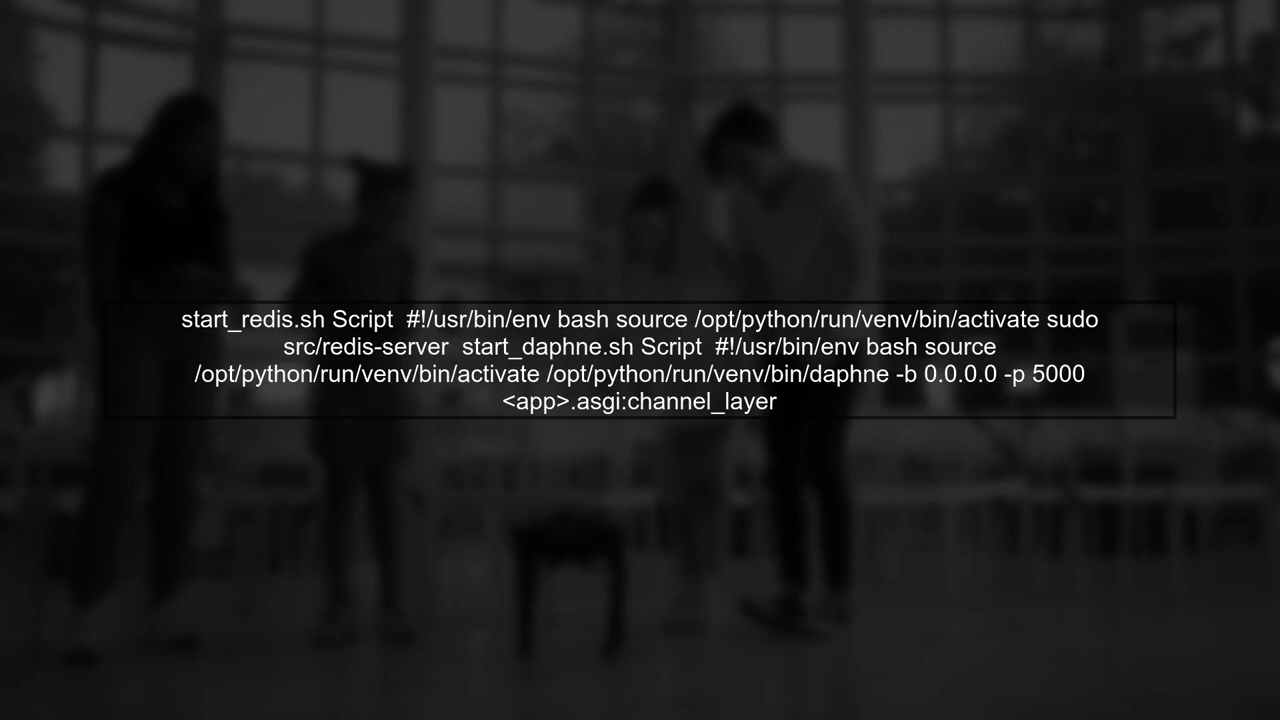 start_redis.sh Script  #!/usr/bin/env bash source /opt/python/run/venv/bin/activate sudo
src/redis-server  start_daphne.sh Script  #!/usr/bin/env bash source
/opt/python/run/venv/bin/activate /opt/python/run/venv/bin/daphne -b 0.0.0.0 -p 5000
<app>.asgi:channel_layer